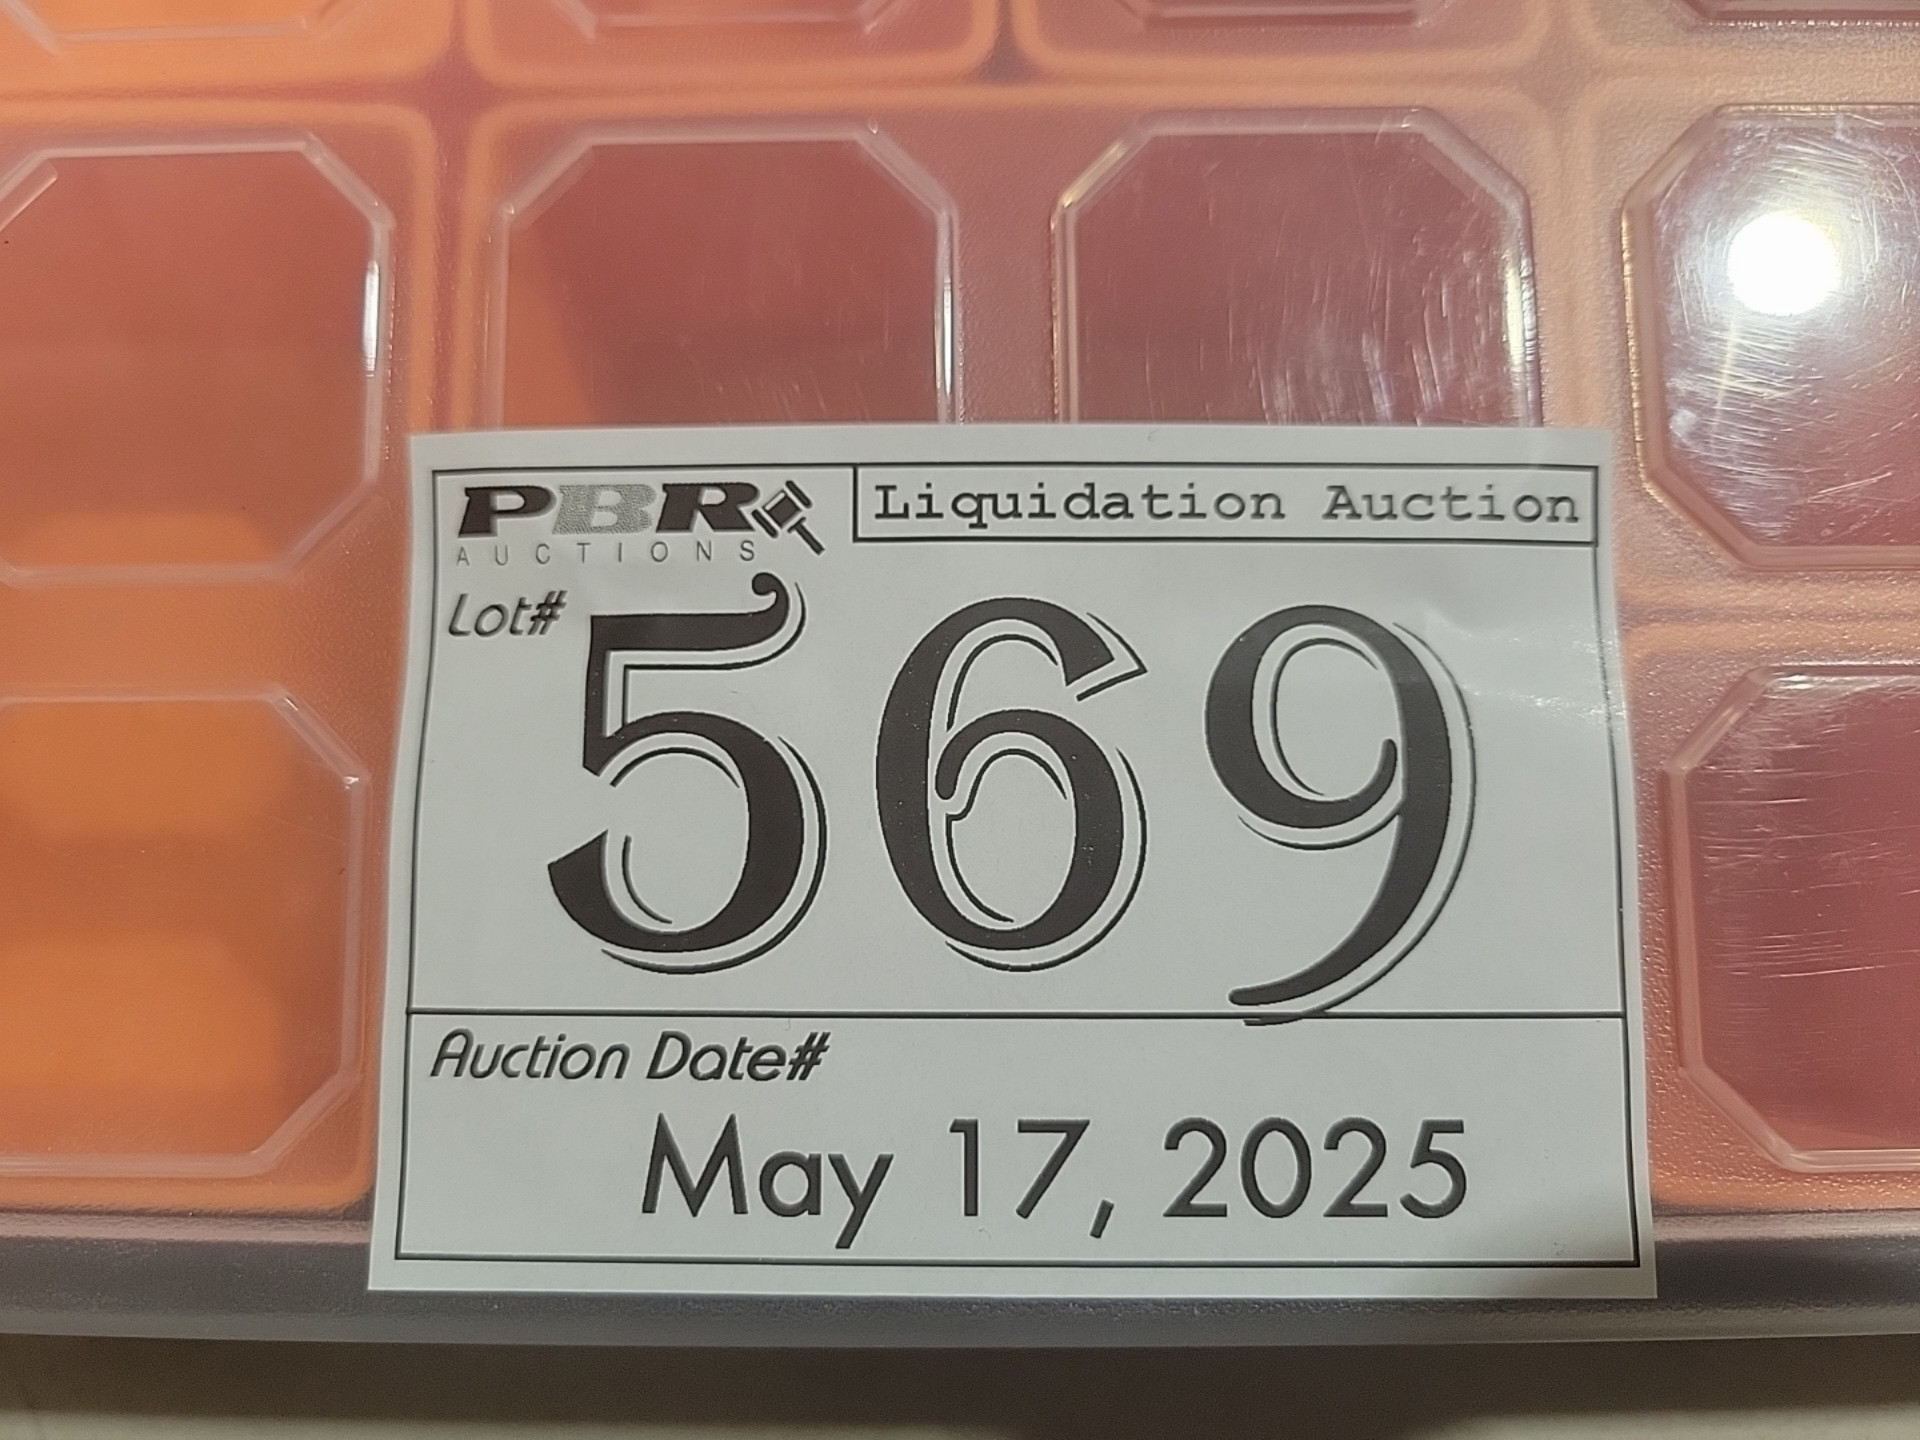 PBR
AUCTIONS
Liquidation Auction
Lot#
569
Auction Date#
May 17, 2025